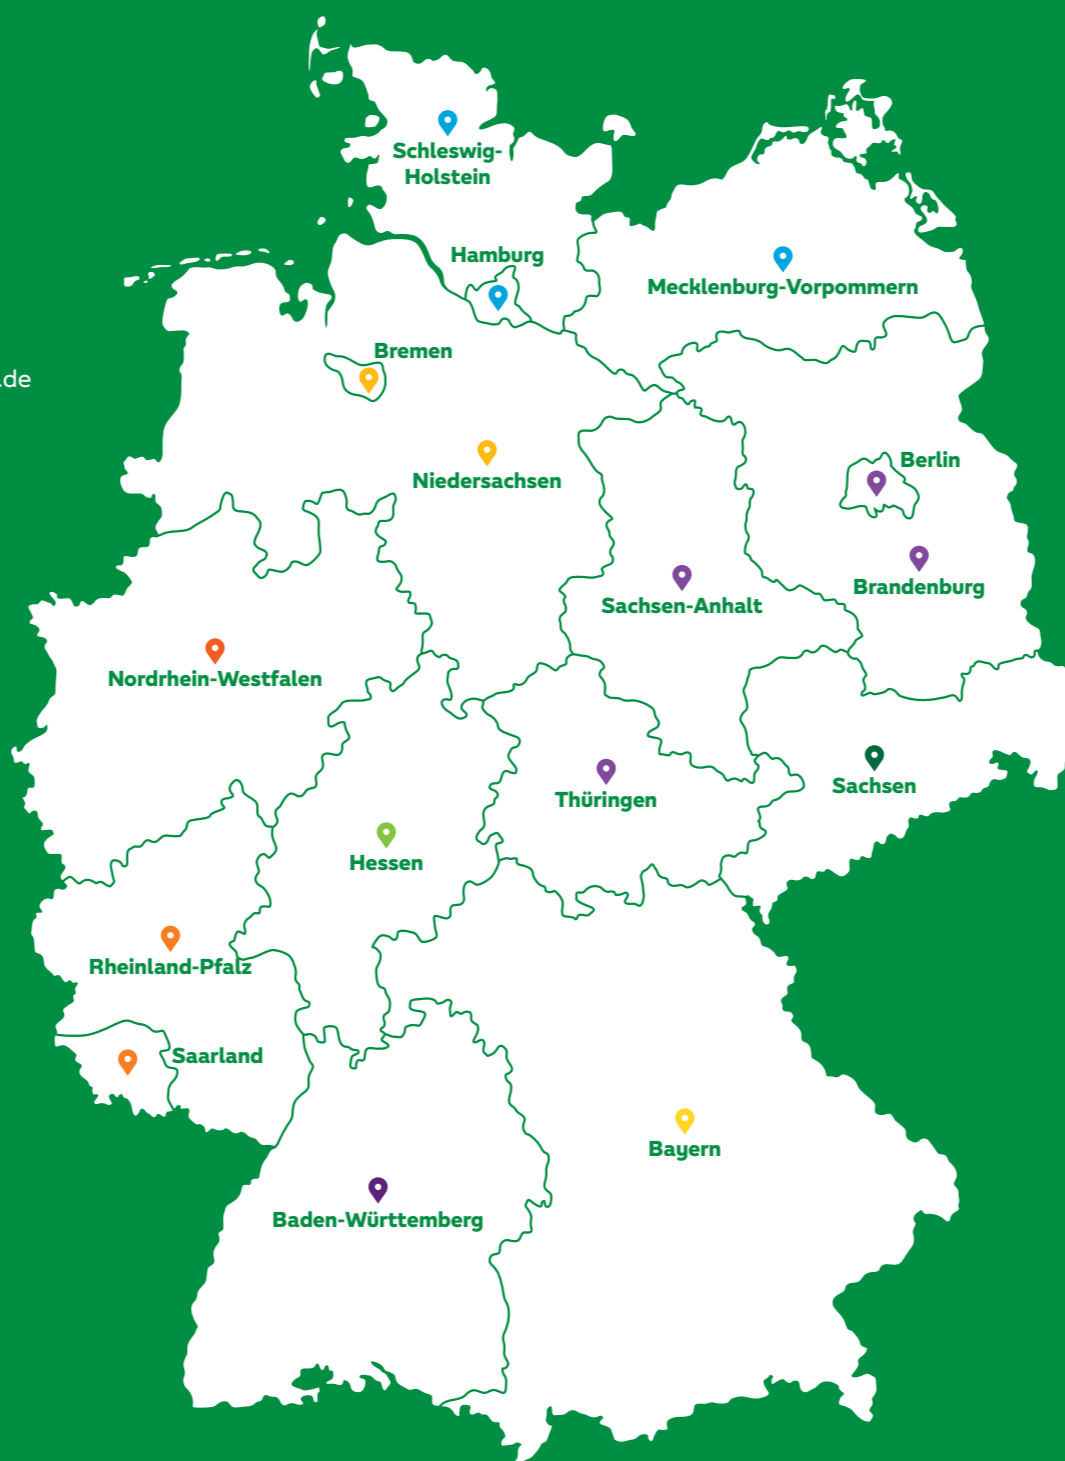 Schleswig-
Holstein
Hamburg
Mecklenburg-Vorpommern
Bremen
.de
Berlin
Niedersachsen
Brandenburg
Sachsen-Anhalt
Nordrhein-Westfalen
Sachsen
Thüringen
Hessen
Rheinland-Pfalz
Saarland
Bayern
Baden-Württemberg